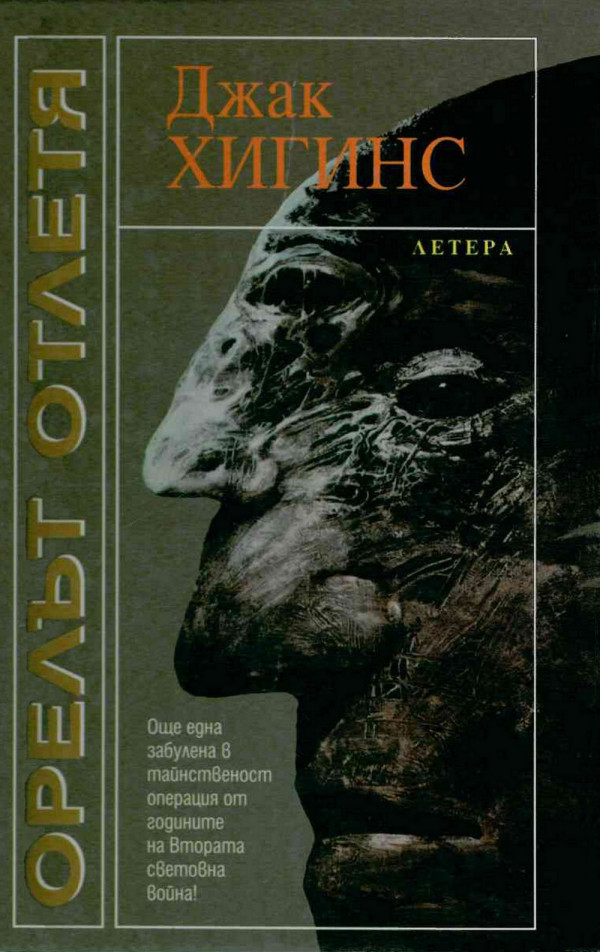 ОРЕЛЪТ ОТЛЕТЯ
Джак
ХИГИНС
ЛЕТЕРА
Още една
забулена в
тайнственост
операция от
годините
на Втората
световна
война!